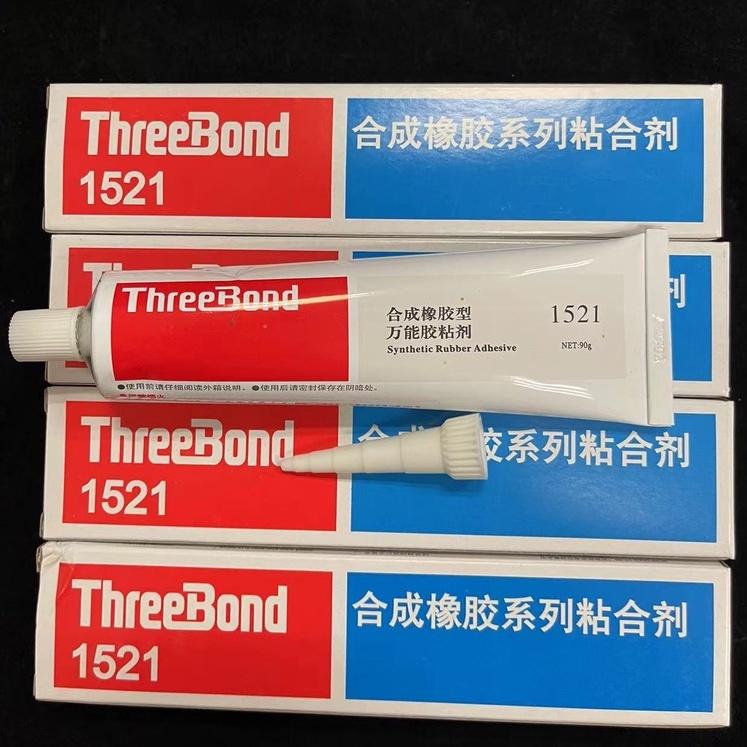 ThreeBond
合成橡胶系列粘合剂
1521
ThreeBond
合成橡胶型
万能胶粘剂
Synthetic Rubber Adhesive
1521
NET:90g
●使用前请仔细阅读外箱说明。 ●使用后请密封保存在阴暗处。
ThreeBond
系列粘合剂
1521
ThreeBond
合成橡胶系列粘合剂
1521